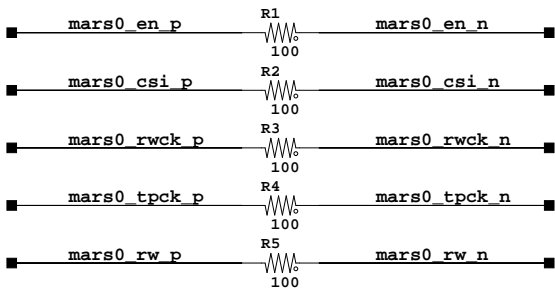 R1
mars0_en_p mars0_en_n
100
R2
mars0_csi_p mars0_csi_n
100
R3
mars0_rwck_p mars0_rwck_n
100
R4
mars0_tpck_p mars0_tpck_n
100
R5
mars0_rw_p mars0_rw_n
100